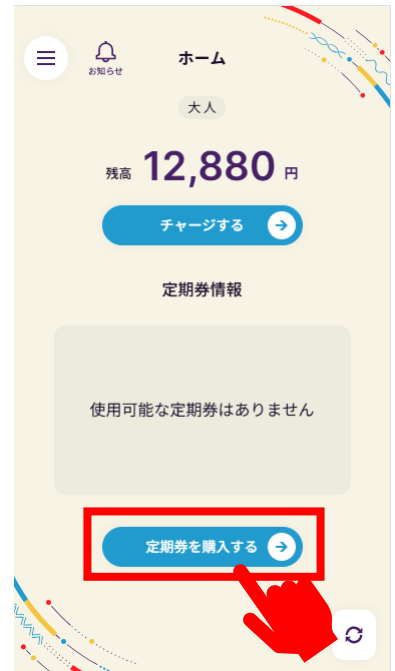 お知らせ
ホーム
大人
残高 12,880 円
チャージする
定期券情報
使用可能な定期券はありません
定期券を購入する